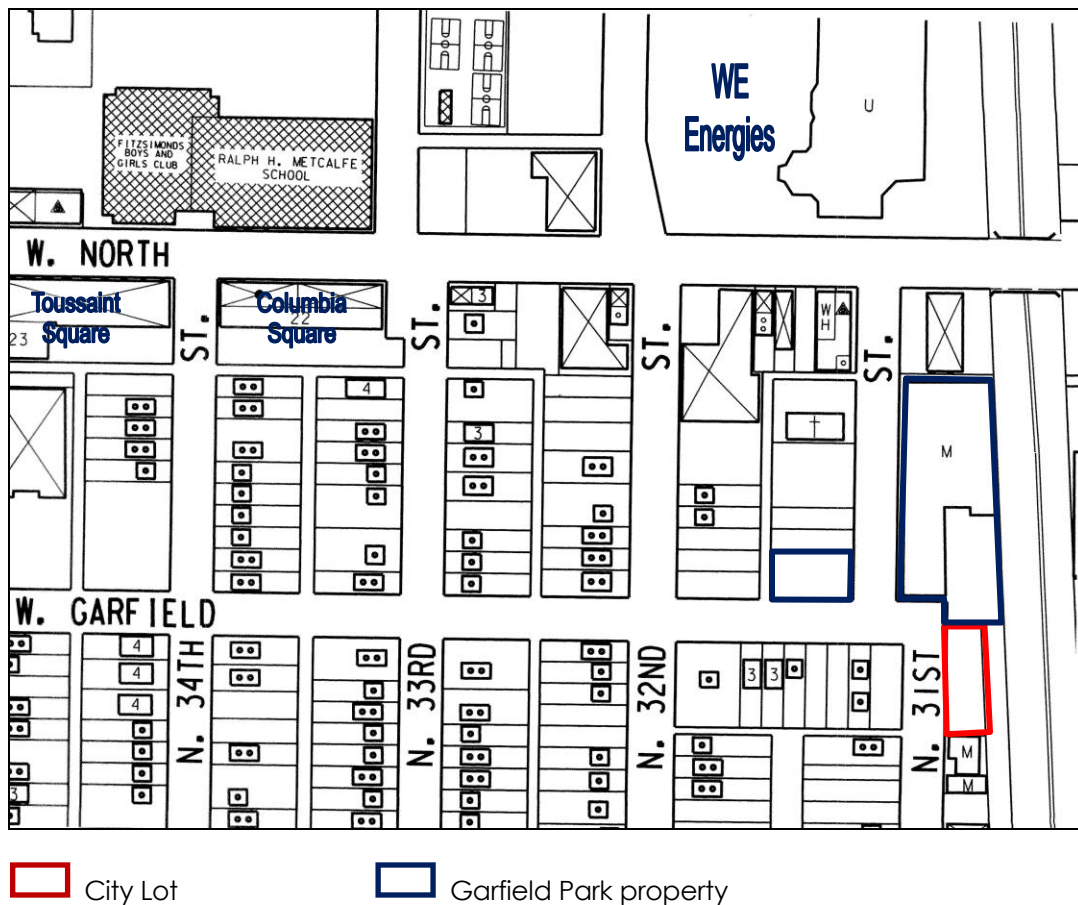 WE
Energies
U
FITZSIMONDS
BOYS AND
GIRLS CLUB
RALPH H. METCALFE
SCHOOL
W. NORTH
Toussaint
Square
23
ST.
Columbia
Square
22
ST.
3
ST.
WH
ST.
4
3
M
W. GARFIELD
N. 34TH
N. 33RD
N. 32ND
N. 31ST
4
4
4
3
3
3
M
M
City Lot
Garfield Park property